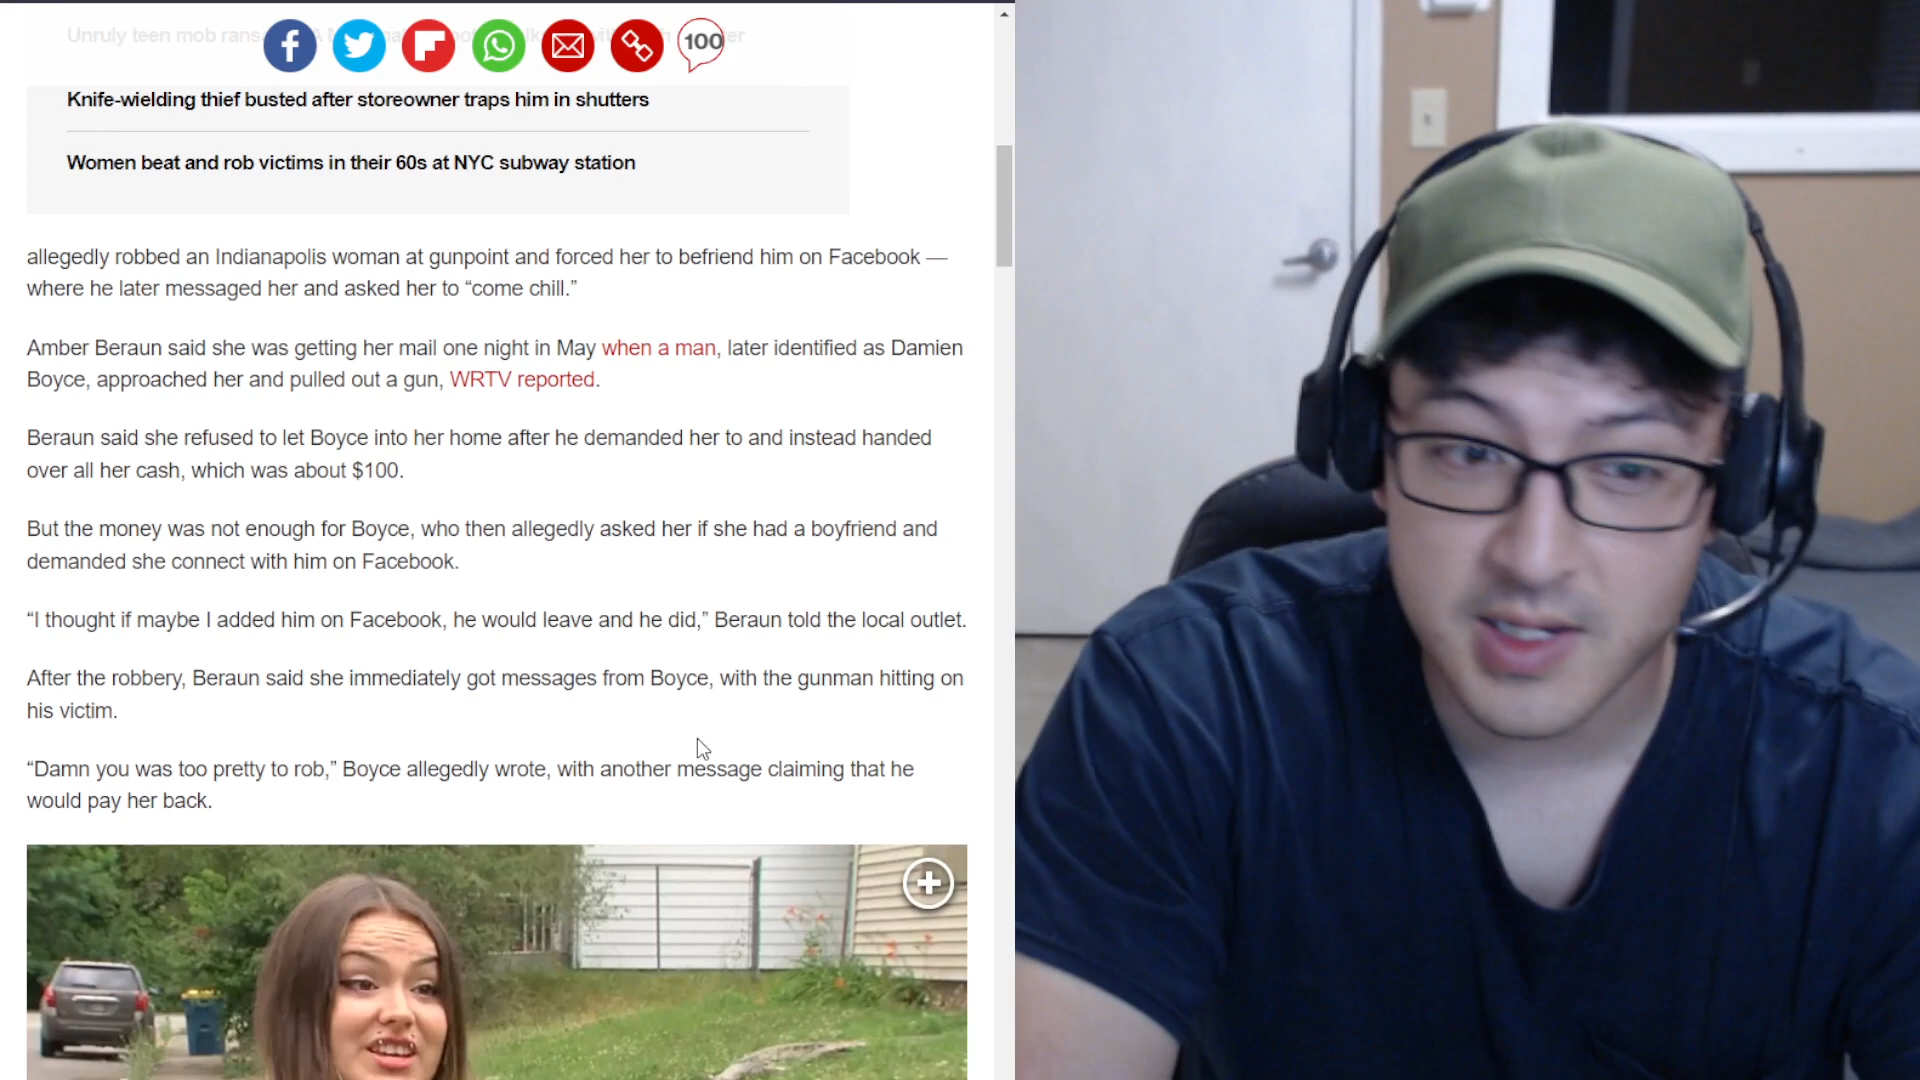 Unruly teen mob
100
Knife-wielding thief busted after storeowner traps him in shutters
Women beat and rob victims in their 60s at NYC subway station
allegedly robbed an Indianapolis woman at gunpoint and forced her to befriend him on Facebook —
where he later messaged her and asked her to “come chill.”
Amber Beraun said she was getting her mail one night in May when a man, later identified as Damien
Boyce, approached her and pulled out a gun, WRTV reported.
Beraun said she refused to let Boyce into her home after he demanded her to and instead handed
over all her cash, which was about $100.
But the money was not enough for Boyce, who then allegedly asked her if she had a boyfriend and
demanded she connect with him on Facebook.
“I thought if maybe I added him on Facebook, he would leave and he did,” Beraun told the local outlet.
After the robbery, Beraun said she immediately got messages from Boyce, with the gunman hitting on
his victim.
“Damn you was too pretty to rob,” Boyce allegedly wrote, with another message claiming that he
would pay her back.